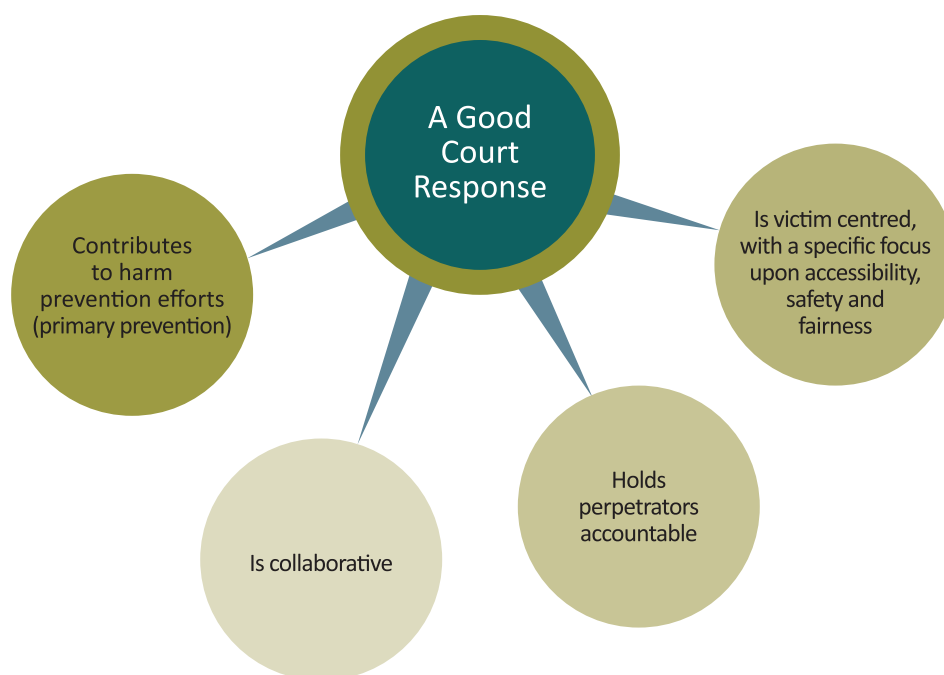 A Good
Court
Response
Contributes
to harm
prevention efforts
(primary prevention)
Is collaborative
Holds
perpetrators
accountable
Is victim centred,
with a specific focus
upon accessibility,
safety and
fairness